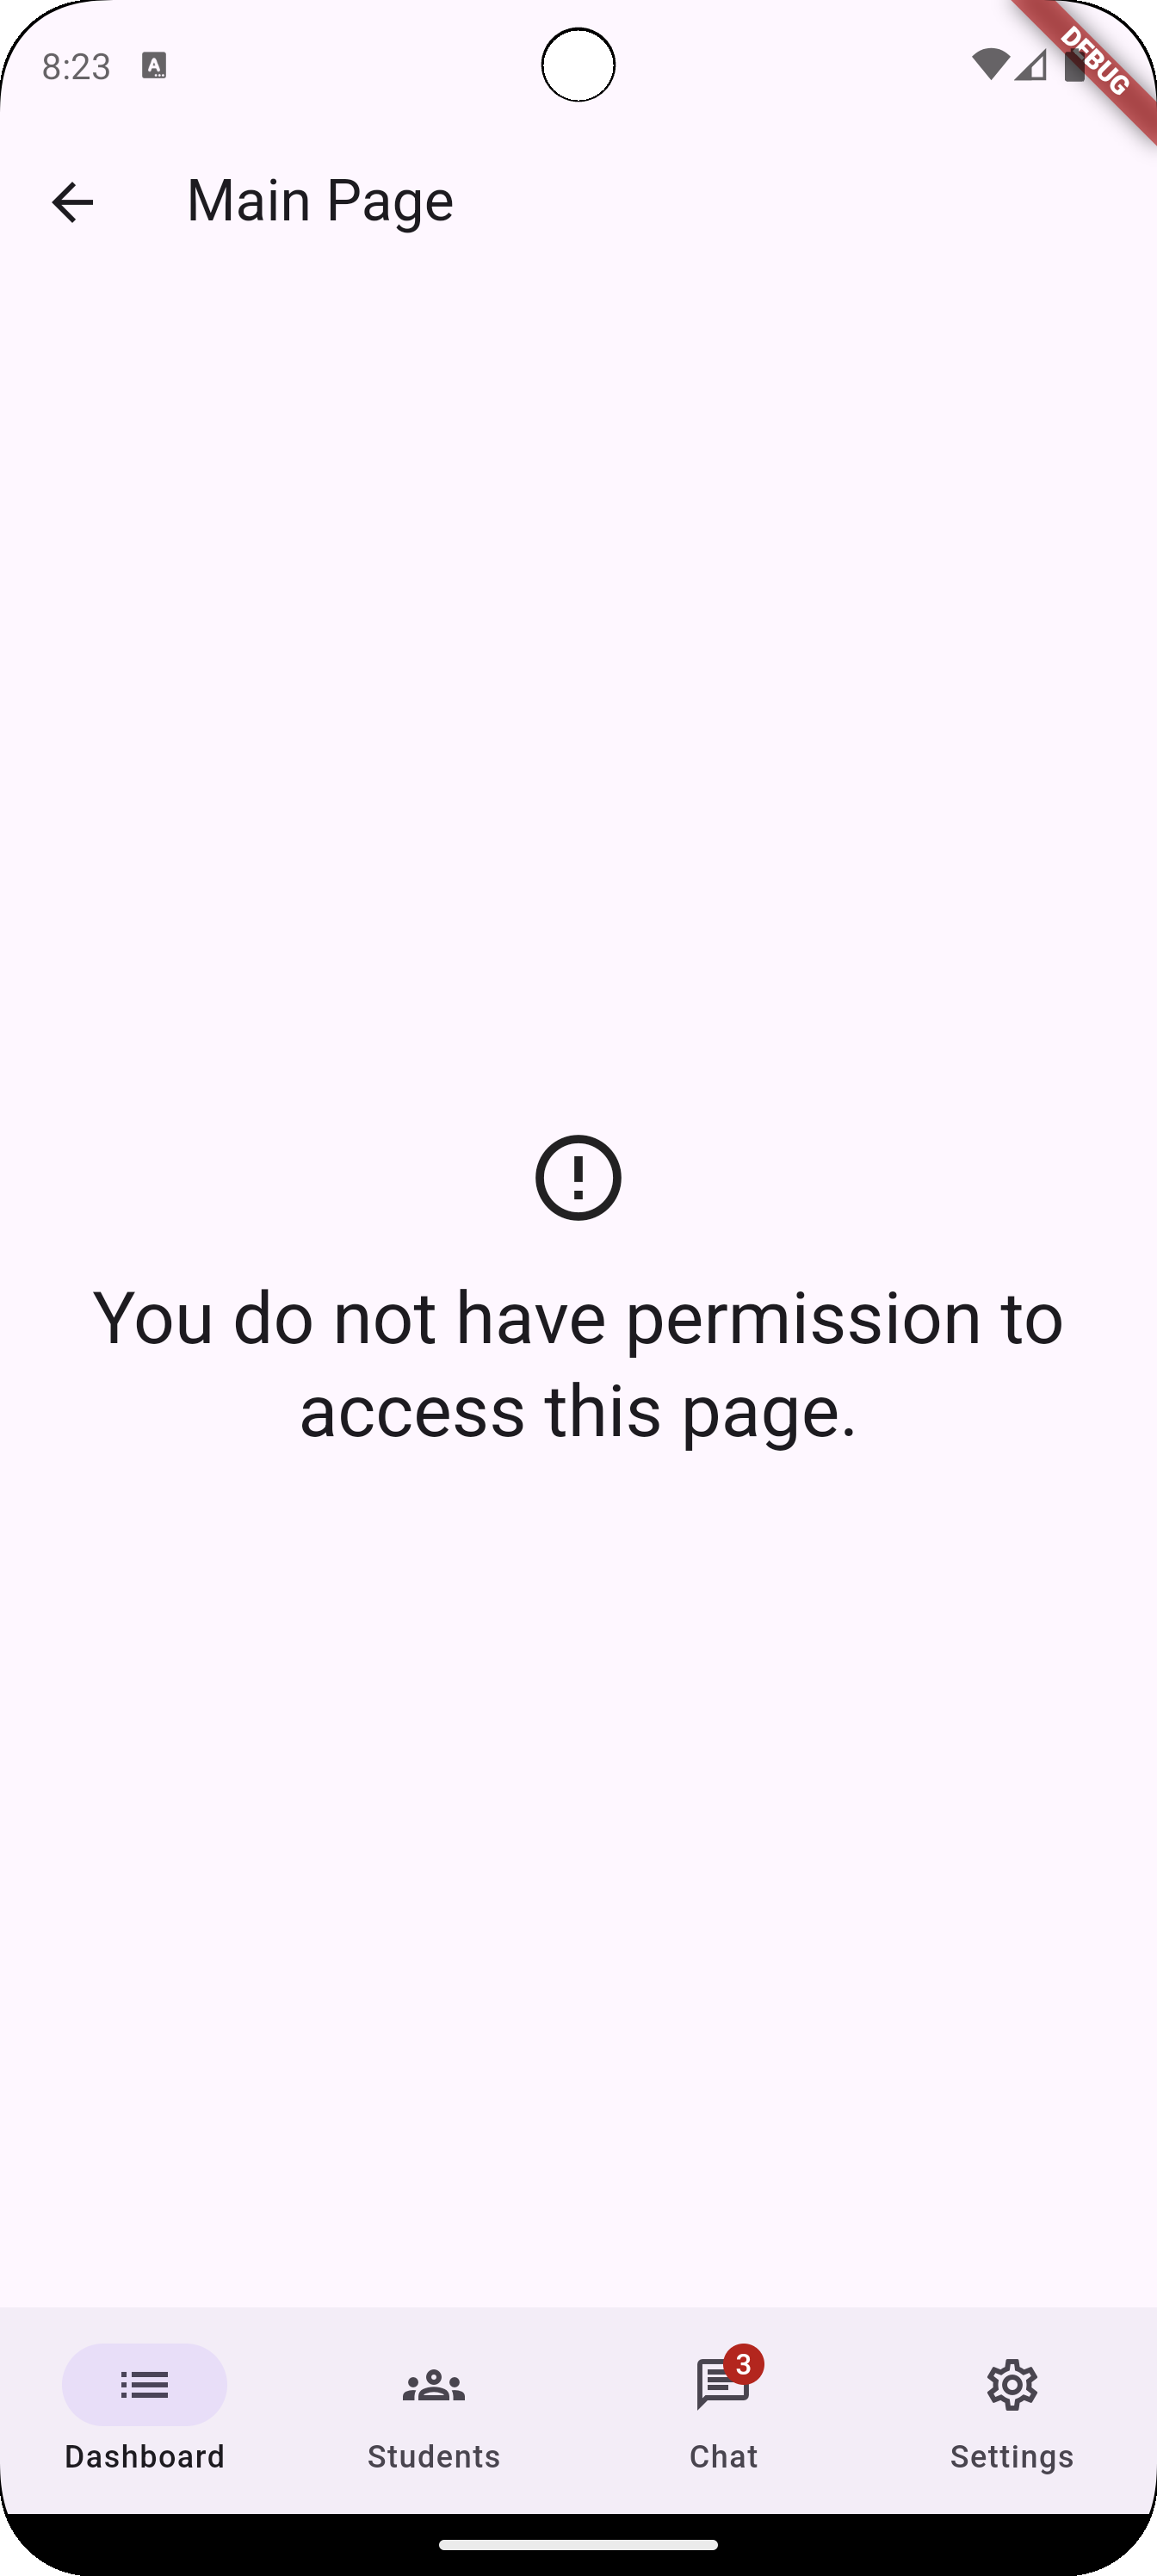 8:23
A
DEBUG
Main Page
You do not have permission to
access this page.
3
Dashboard
Students
Chat
Settings